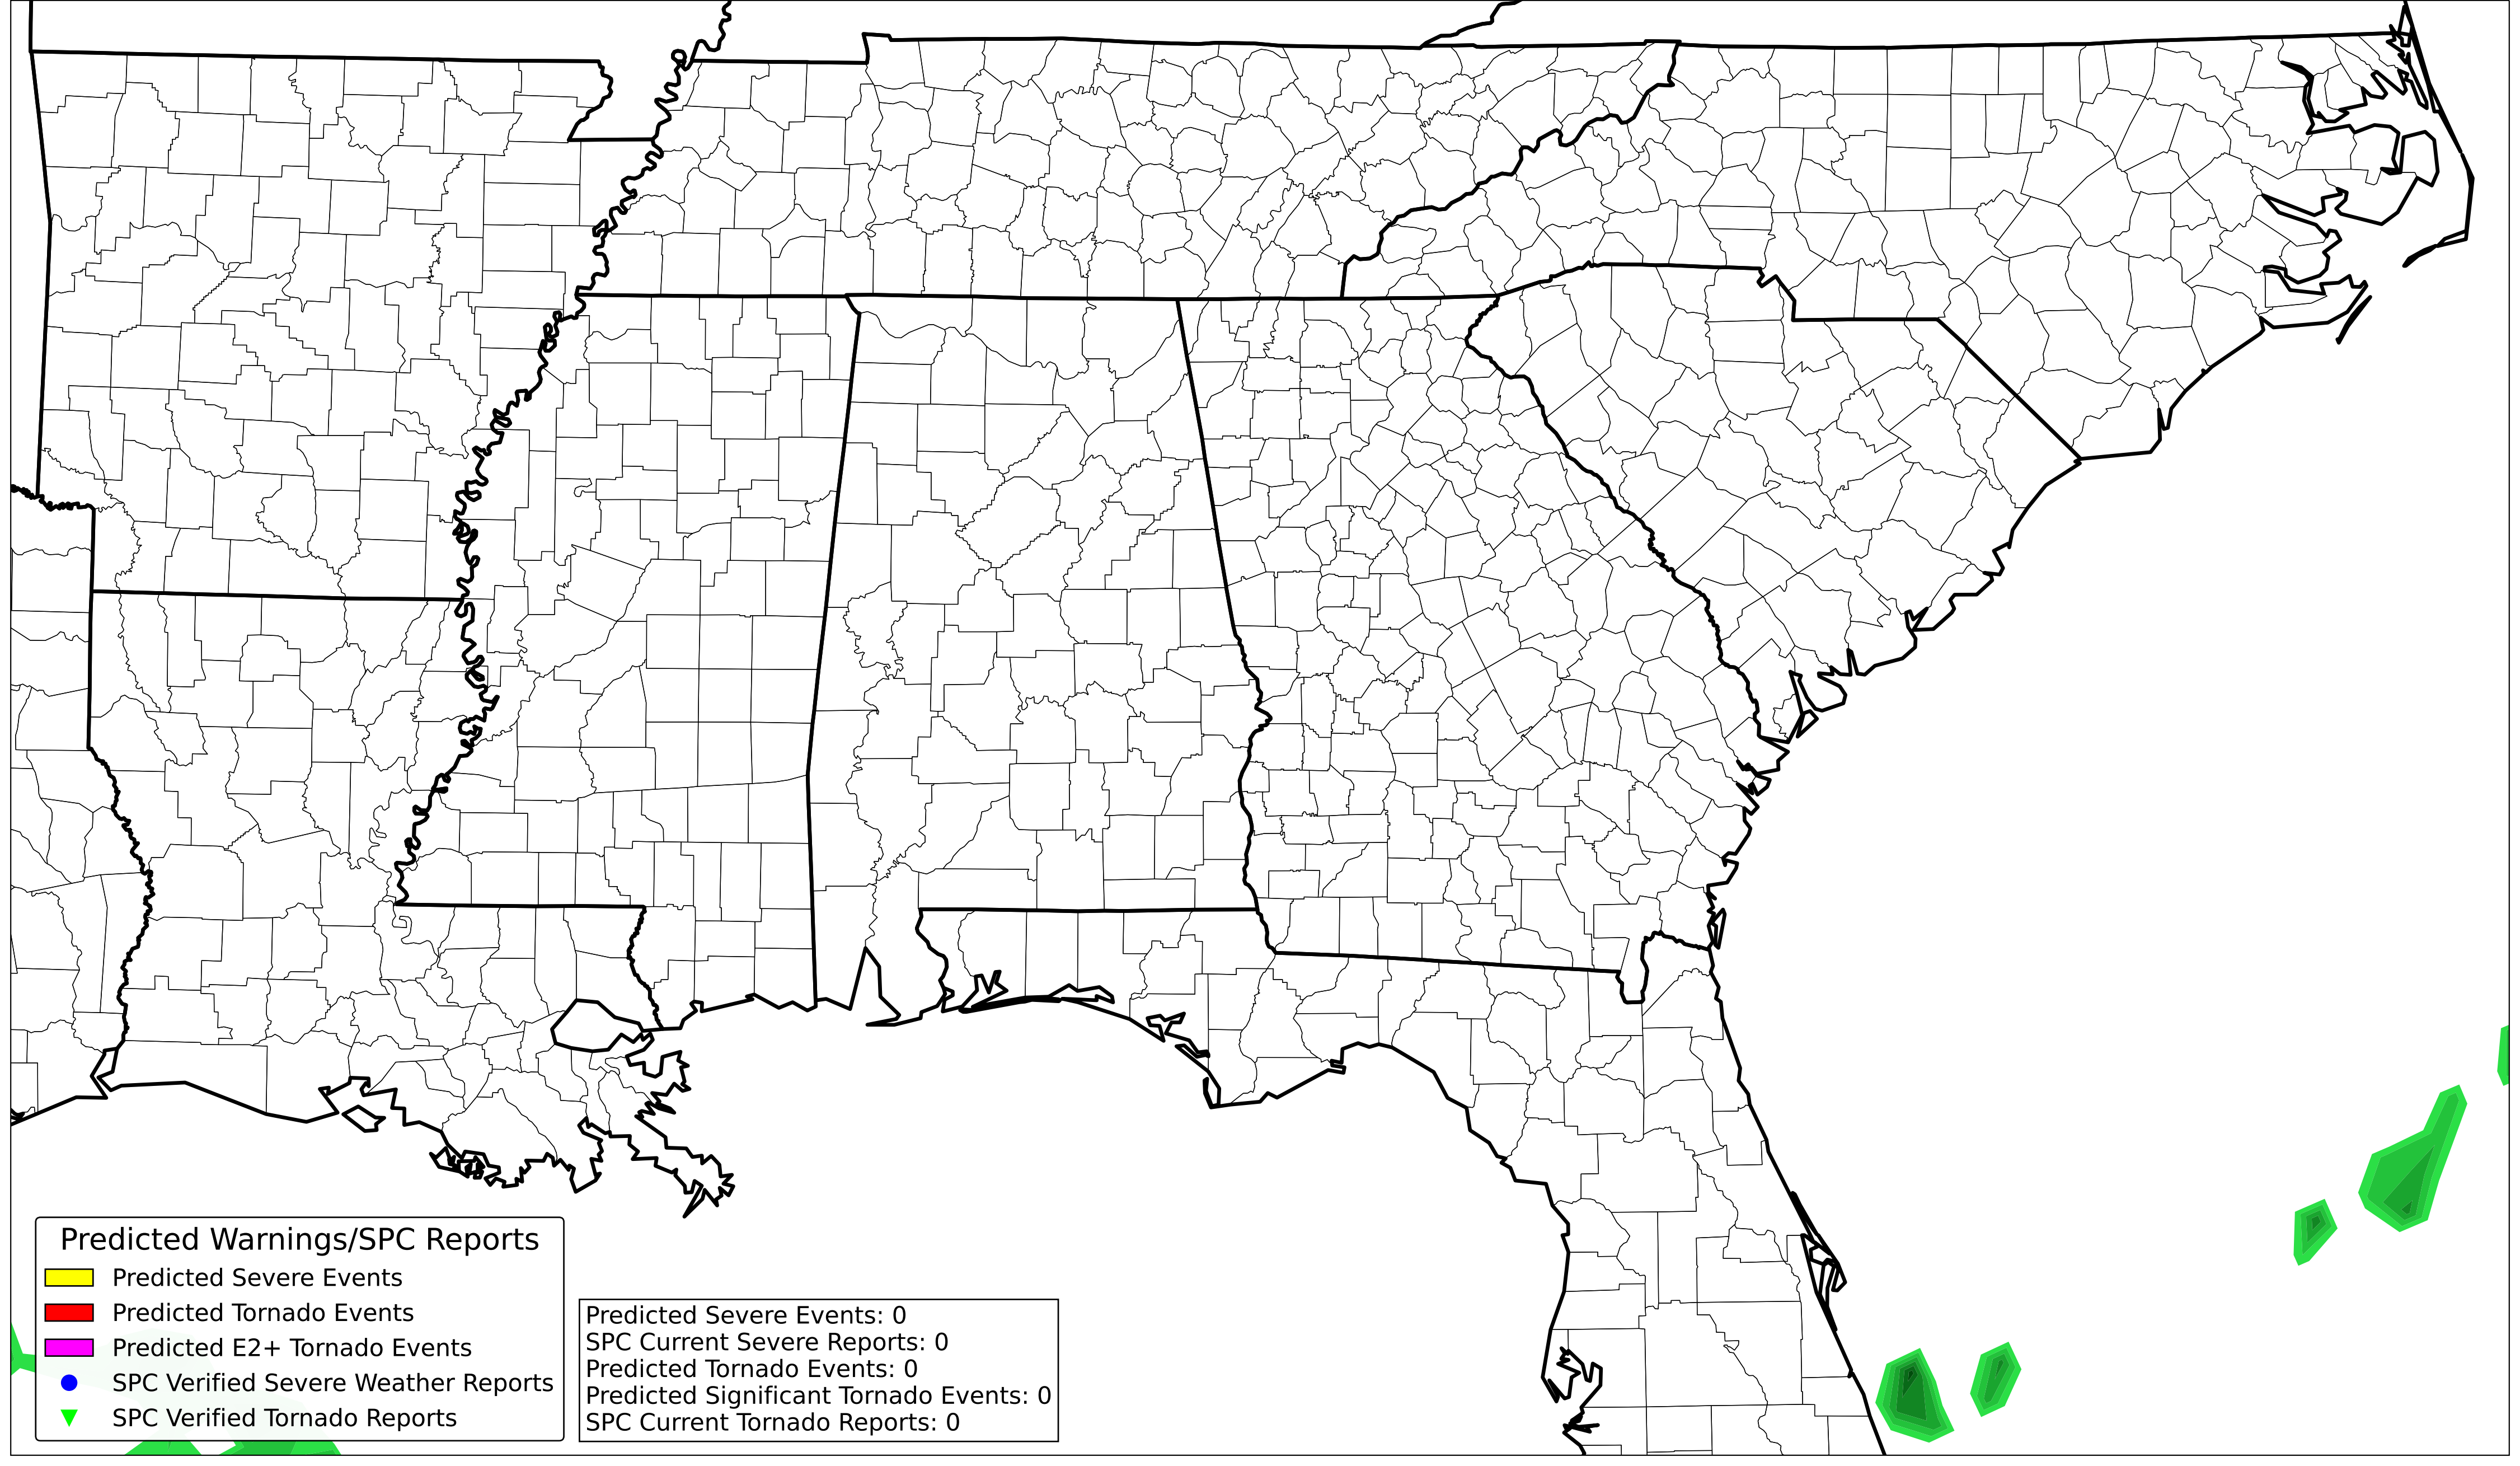 Predicted Warnings/SPC Reports
Predicted Severe Events
Predicted Tornado Events
Predicted E2+ Tornado Events
SPC Verified Severe Weather Reports
SPC Verified Tornado Reports
Predicted Severe Events: 0
SPC Current Severe Reports: 0
Predicted Tornado Events: 0
Predicted Significant Tornado Events: 0
SPC Current Tornado Reports: 0